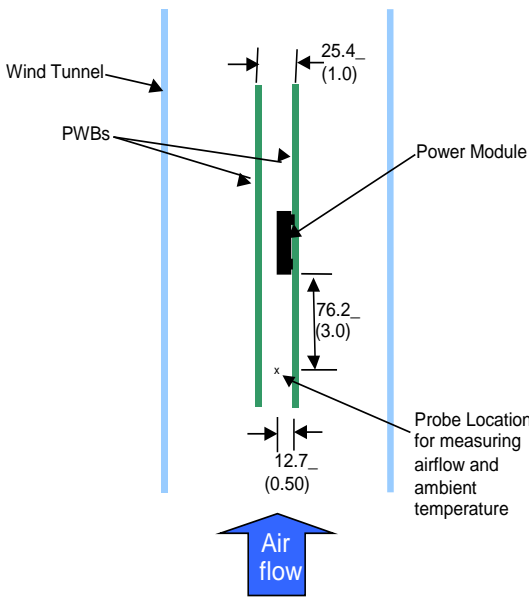 25.4_
(1.0)
Wind Tunnel
PWBs
Power Module
76.2_
(3.0)
x
Probe Location
for measuring
airflow and
ambient
temperature
12.7_
(0.50)
Air
flow